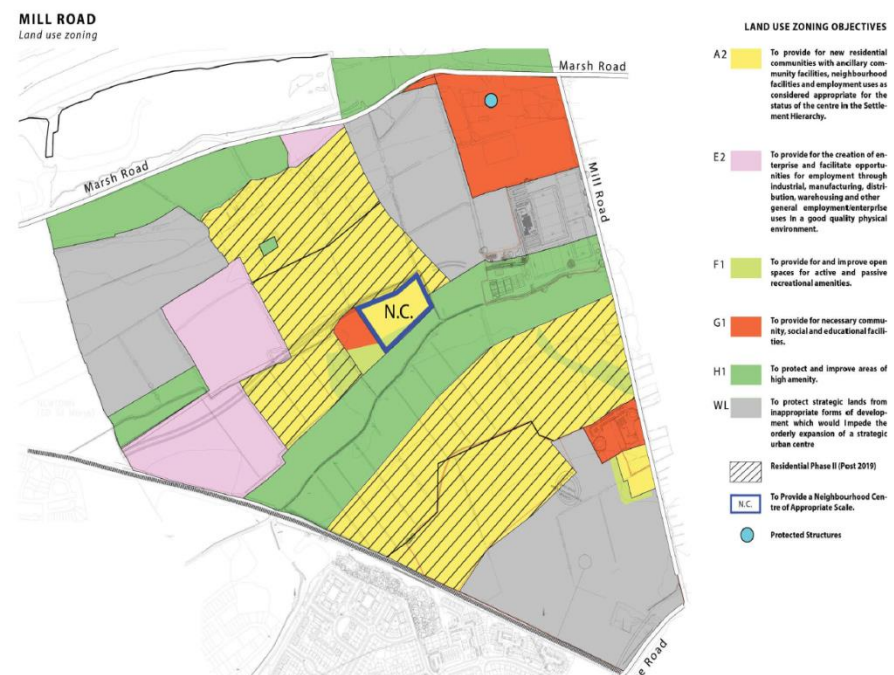 MILL ROAD
Land use zoning
Marsh Road
Marsh Road
Mill Road
N.C.
e Road
LAND USE ZONING OBJECTIVES
A2
To provide for new residential
communities with ancillary com-
munity facilities, neighbourhood
facilities and employment uses as
considered appropriate for the
status of the centre in the Settle-
ment Hierarchy.
E2
To provide for the creation of en-
terprise and facilitate opportu-
nities for employment through
industrial, manufacturing, distri-
bution, warehousing and other
general employment/enterprise
uses in a good quality physical
environment.
F1
To provide for and improve open
spaces for active and passive
recreational amenities.
G1
To provide for necessary commu-
nity, social and educational facili-
ties.
H1
To protect and improve areas of
high amenity.
WL
To protect strategic lands from
inappropriate forms of develop-
ment which would impede the
orderly expansion of a strategic
urban centre
Residential Phase II (Post 2019)
N.C.
To Provide a Neighbourhood Cen-
tre of Appropriate Scale.
Protected Structures